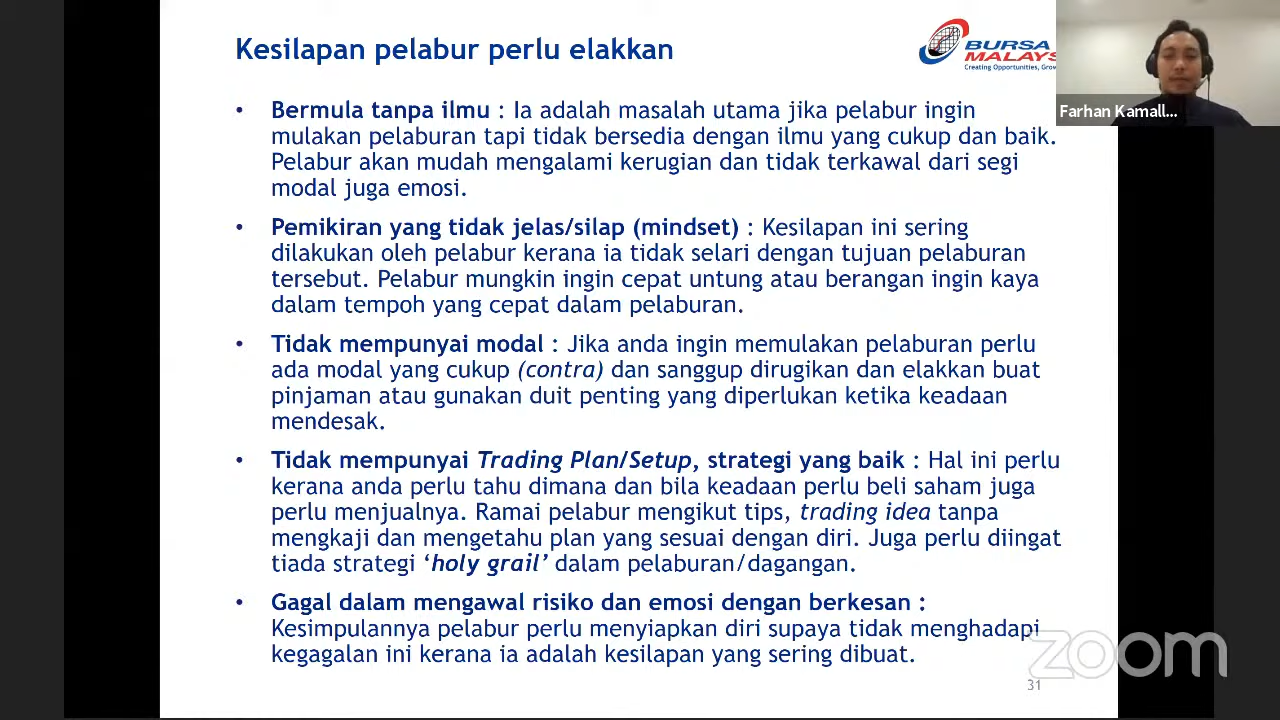 Kesilapan pelabur perlu elakkan
BURSA
MALAYS
Creating Opportunities, Grow
Farhan Kamall...
• Bermula tanpa ilmu : Ia adalah masalah utama jika pelabur ingin
mulakan pelaburan tapi tidak bersedia dengan ilmu yang cukup dan baik.
Pelabur akan mudah mengalami kerugian dan tidak terkawal dari segi
modal juga emosi.
• Pemikiran yang tidak jelas/silap (mindset) : Kesilapan ini sering
dilakukan oleh pelabur kerana ia tidak selari dengan tujuan pelaburan
tersebut. Pelabur mungkin ingin cepat untung atau berangan ingin kaya
dalam tempoh yang cepat dalam pelaburan.
• Tidak mempunyai modal : Jika anda ingin memulakan pelaburan perlu
ada modal yang cukup (contra) dan sanggup dirugikan dan elakkan buat
pinjaman atau gunakan duit penting yang diperlukan ketika keadaan
mendesak.
• Tidak mempunyai Trading Plan/Setup, strategi yang baik : Hal ini perlu
kerana anda perlu tahu dimana dan bila keadaan perlu beli saham juga
perlu menjualnya. Ramai pelabur mengikut tips, trading idea tanpa
mengkaji dan mengetahu plan yang sesuai dengan diri. Juga perlu diingat
tiada strategi ‘holy grail’ dalam pelaburan/dagangan.
• Gagal dalam mengawal risiko dan emosi dengan berkesan :
Kesimpulannya pelabur perlu menyiapkan diri supaya tidak menghadapi
kegagalan ini kerana ia adalah kesilapan yang sering dibuat.
zoom
31